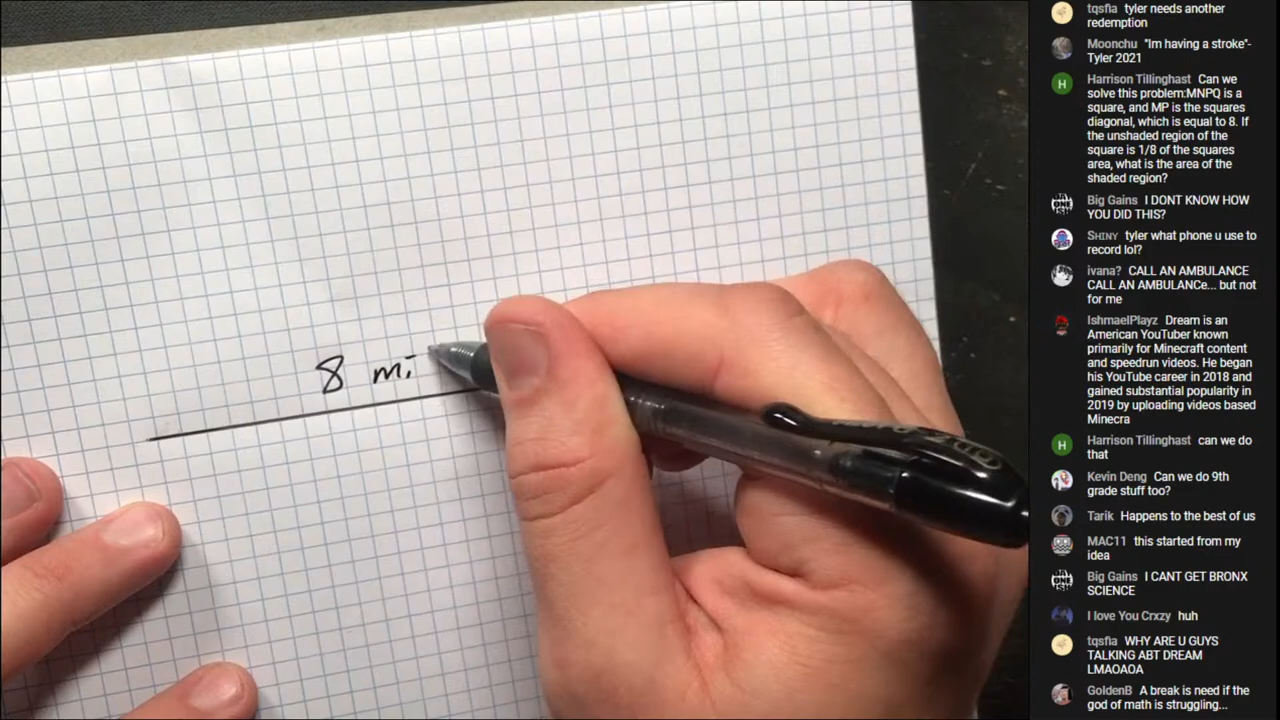 8 mi
tqsfia tyler needs another
redemption
Moonchu "Im having a stroke"-
Tyler 2021
Harrison Tillinghast Can we
solve this problem:MNPQ is a
square, and MP is the squares
diagonal, which is equal to 8. If
the unshaded region of the
square is 1/8 of the squares
area, what is the area of the
shaded region?
Big Gains I DONT KNOW HOW
YOU DID THIS?
Shiny tyler what phone u use to
record lol?
ivana? CALL AN AMBULANCE
CALL AN AMBULANCe... but not
for me
IshmaelPlayz Dream is an
American YouTuber known
primarily for Minecraft content
and speedrun videos. He began
his YouTube career in 2018 and
gained substantial popularity in
2019 by uploading videos based
Minecra
Harrison Tillinghast can we do
that
Kevin Deng Can we do 9th
grade stuff too?
Tarik Happens to the best of us
MAC11 this started from my
idea
Big Gains I CANT GET BRONX
SCIENCE
I love You Crxzy huh
tqsfia WHY ARE U GUYS
TALKING ABT DREAM
LMAOAOA
GoldenB A break is need if the
god of math is struggling...
H
H